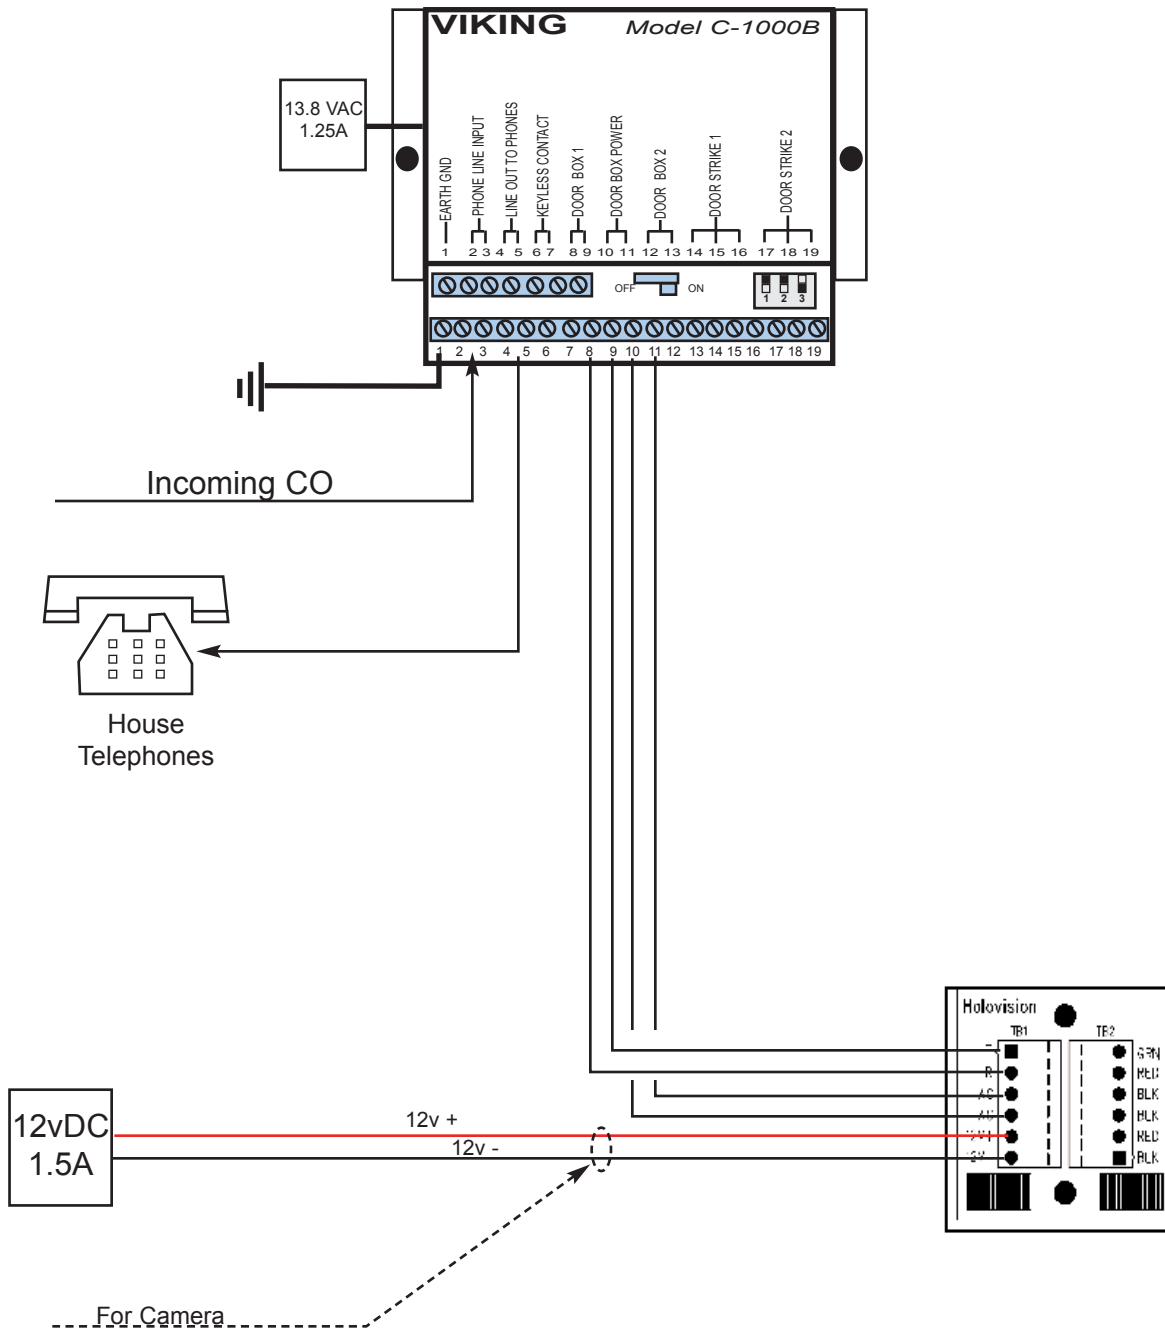 VIKING Model C-1000B
13.8 VAC
1.25A
EARTH GND
PHONE LINE INPUT
LINE OUT TO PHONES
KEYLESS CONTACT
DOOR BOX 1
DOOR BOX POWER
DOOR BOX 2
DOOR STRIKE 1
DOOR STRIKE 2
1 2 3 4 5 6 7 8 9 10 11 12 13 14 15 16 17 18 19
OFF ON
1 2 3
1 2 3 4 5 6 7 8 9 10 11 12 13 14 15 16 17 18 19
Incoming CO
House
Telephones
Holovision
TB1 TB2
GRN
R RED
AC BLK
AC BLK
RED
BLK
12vDC
1.5A
12v +
12v -
For Camera